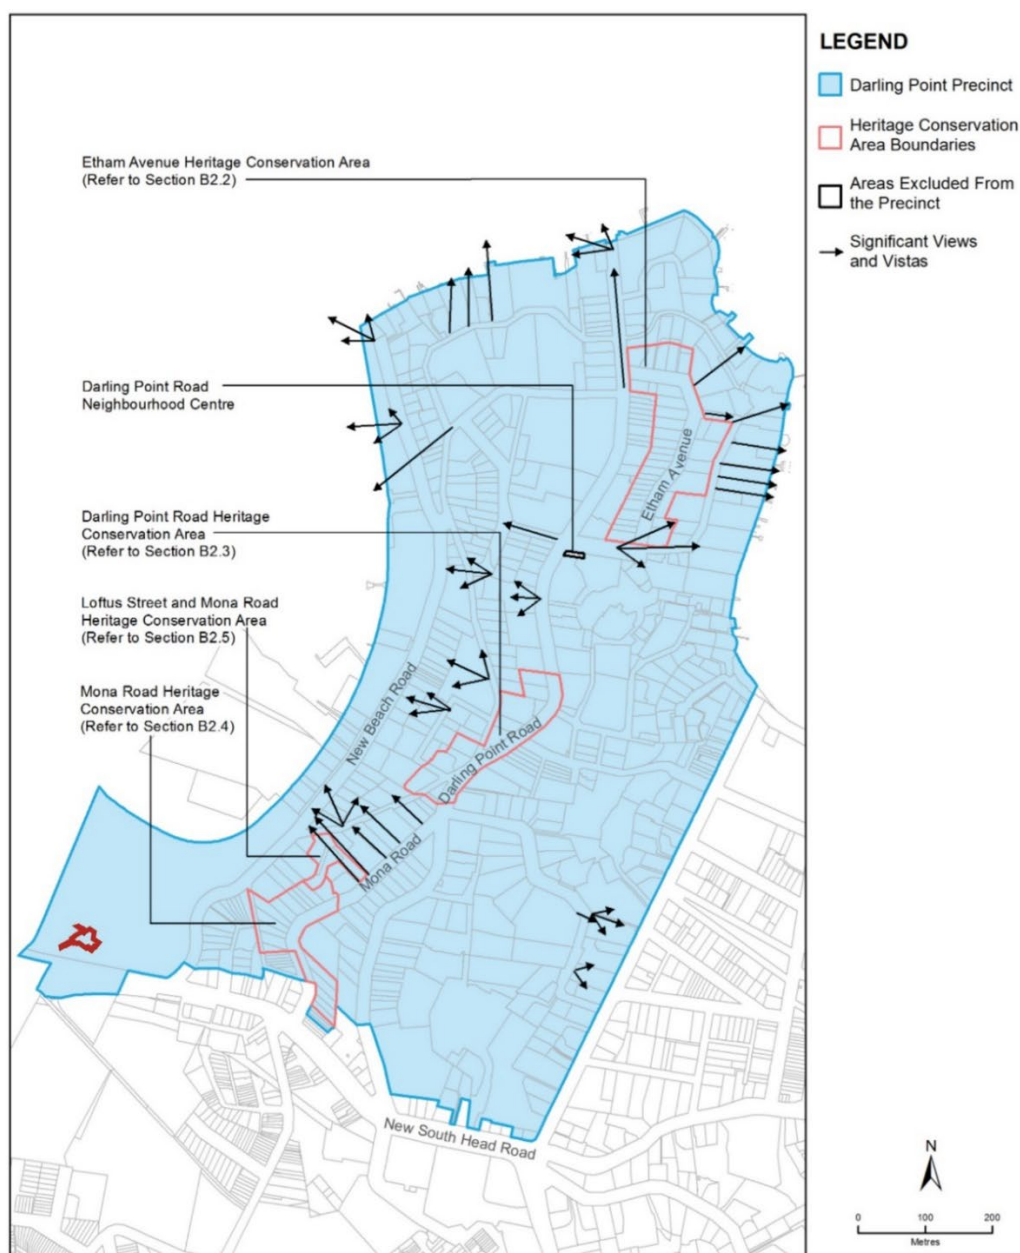 LEGEND
Darling Point Precinct
Heritage Conservation
Area Boundaries
Areas Excluded From
the Precinct
Significant Views
and Vistas
Etham Avenue Heritage Conservation Area
(Refer to Section B2.2)
Darling Point Road
Neighbourhood Centre
Darling Point Road Heritage
Conservation Area
(Refer to Section B2.3)
Loftus Street and Mona Road
Heritage Conservation Area
(Refer to Section B2.5)
Mona Road Heritage
Conservation Area
(Refer to Section B2.4)
Etham Avenue
New Beach Road
Darling Point Road
Mona Road
New South Head Road
N
0 100 200
Metres